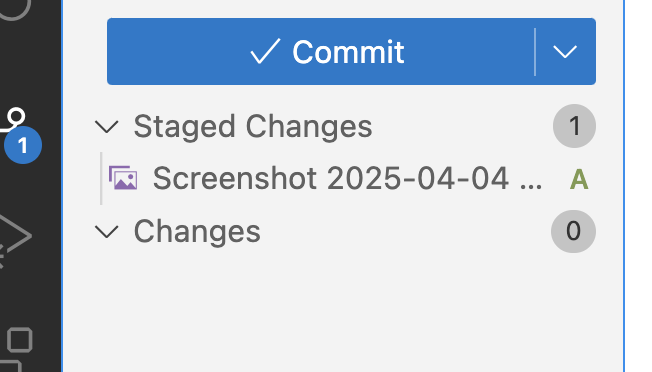 Commit
Staged Changes 1
1
Screenshot 2025-04-04 ... A
Changes 0